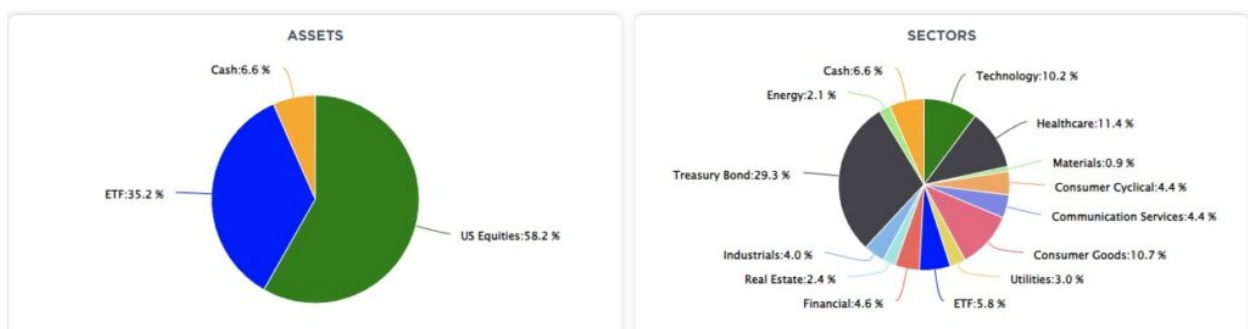 ASSETS
Cash:6.6 %
ETF:35.2 %
US Equities:58.2 %
SECTORS
Cash:6.6 %
Technology:10.2 %
Energy:2.1 %
Healthcare:11.4 %
Materials:0.9 %
Treasury Bond:29.3 %
Consumer Cyclical:4.4 %
Communication Services:4.4 %
Industrials:4.0 %
Consumer Goods:10.7 %
Real Estate:2.4 %
Utilities:3.0 %
Financial:4.6 %
ETF:5.8 %